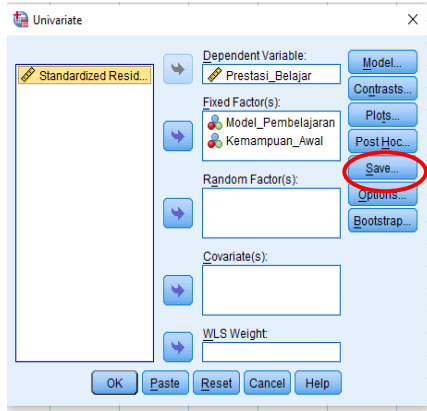 Univariate
Standardized Resid...
Dependent Variable:
Prestasi_Belajar
Fixed Factor(s):
Model_Pembelajaran
Kemampuan_Awal
Random Factor(s):
Covariate(s):
WLS Weight:
Model...
Contrasts...
Plots...
Post Hoc...
Save...
Options...
Bootstrap...
OK Paste Reset Cancel Help